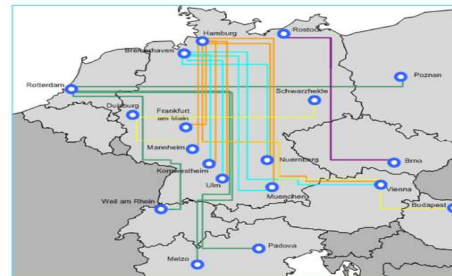 Rostock
Hamburg
Bremerhaven
Poznan
Rotterdam
Schwarzheide
Duisburg
Frankfurt
am Main
Mannheim
Kornwestheim
Nuernberg
Brno
Ulm
Muenchen
Vienna
Budapest
Weil am Rhein
Padova
Melzo